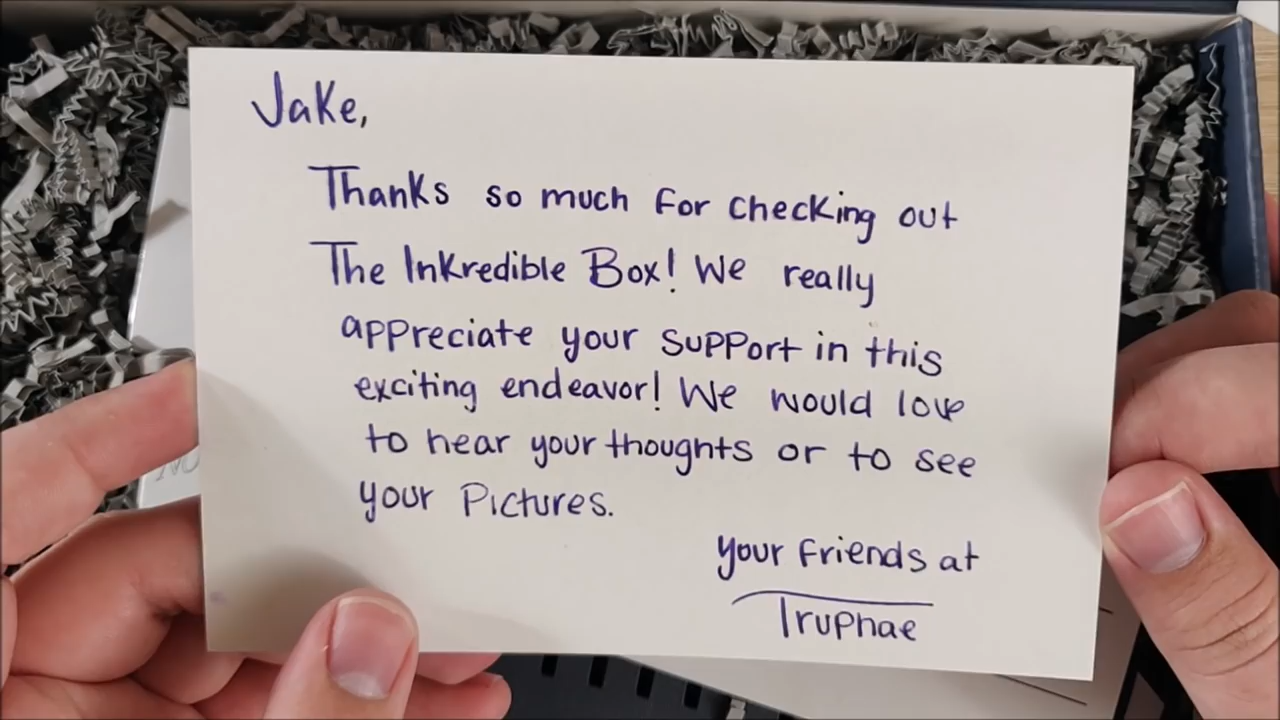 Jake,
Thanks so much for checking out
The Inkredible Box! We really
appreciate your support in this
exciting endeavor! We would love
to hear your thoughts or to see
your Pictures.
your friends at
Truphae